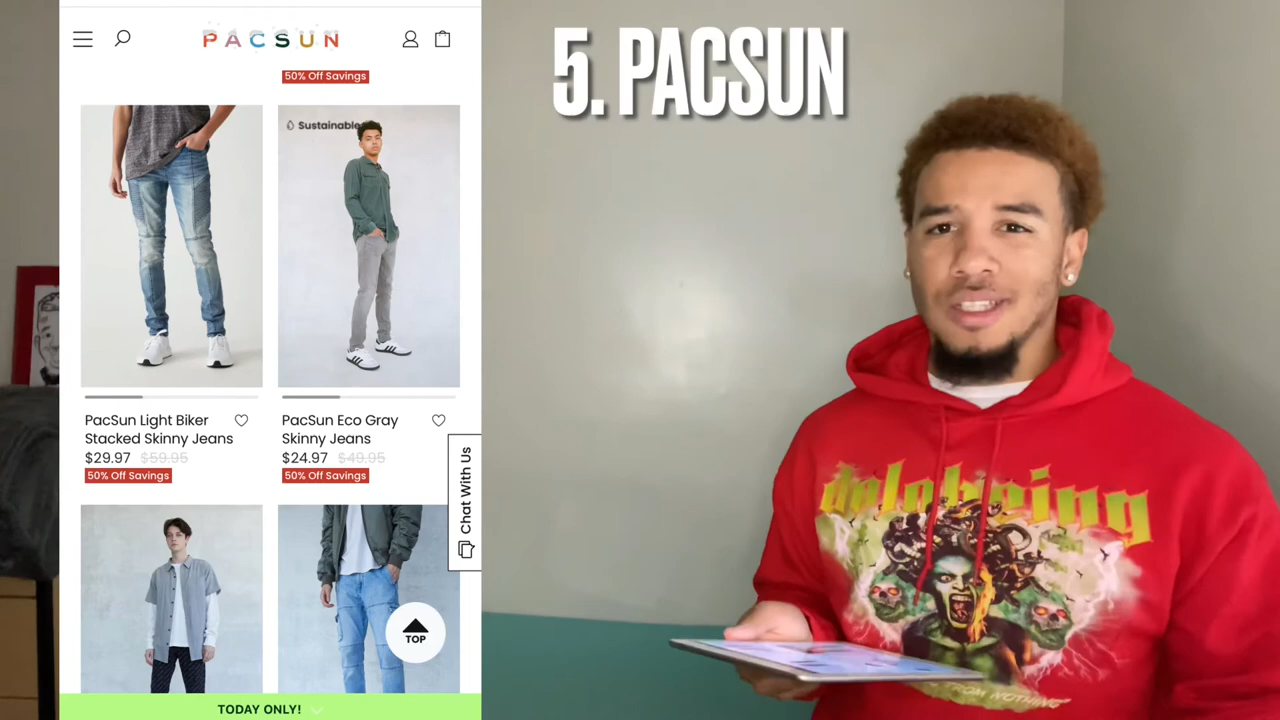 PACSUN
50% Off Savings
Sustainable
PacSun Light Biker
Stacked Skinny Jeans
$29.97 $59.95
50% Off Savings
PacSun Eco Gray
Skinny Jeans
$24.97 $49.95
50% Off Savings
Chat With Us
TOP
TODAY ONLY!
5. PACSUN
FROM NOTHING